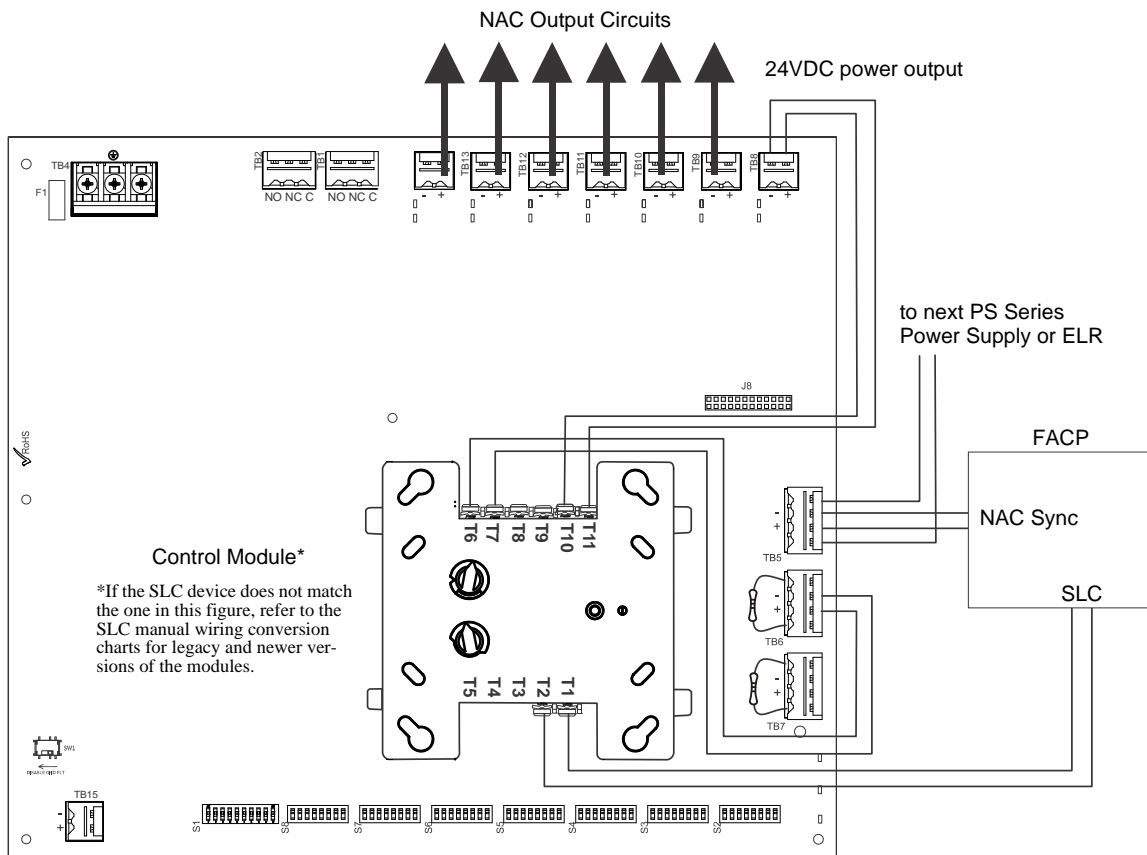 NAC Output Circuits
24VDC power output
TB4
F1
TB2
TB1
TB13
TB12
TB11
TB10
TB9
TB8
NO NC C
NO NC C
- +
- +
- +
- +
- +
- +
- +
to next PS Series
Power Supply or ELR
J8
RoHS
FACP
NAC Sync
SLC
-
+
TB5
-
+
TB6
-
+
TB7
T6
T7
T8
T9
T10
T11
Control Module*
*If the SLC device does not match
the one in this figure, refer to the
SLC manual wiring conversion
charts for legacy and newer ver-
sions of the modules.
T5
T4
T3
T2
T1
SW1
DISABLE GND FLT
TB15
-
+
S1
S8
S7
S6
S5
S4
S3
S2